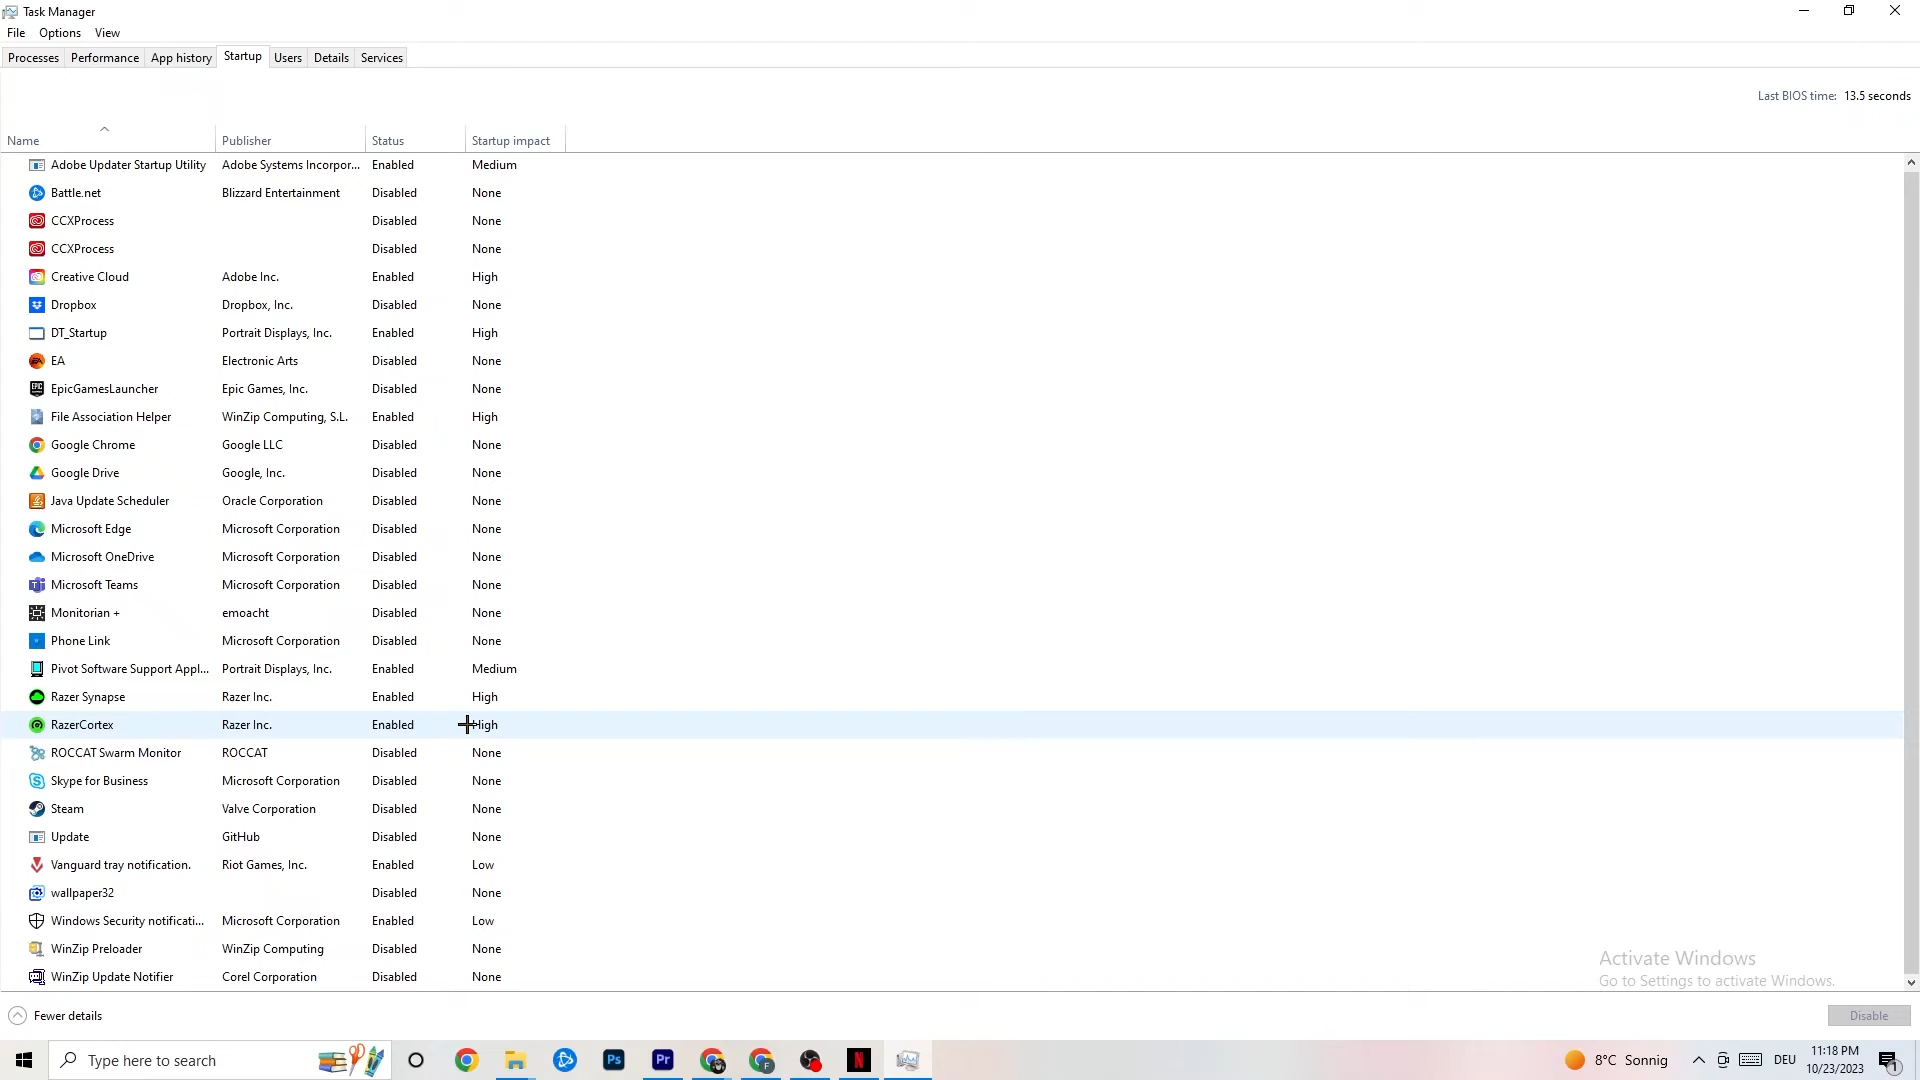 Task Manager
File Options View
Processes Performance App history Startup Users Details Services
Last BIOS time: 13.5 seconds
Name Publisher Status Startup impact
Adobe Updater Startup Utility Adobe Systems Incorpor... Enabled Medium
Battle.net Blizzard Entertainment Disabled None
CCXProcess Disabled None
CCXProcess Disabled None
Creative Cloud Adobe Inc. Enabled High
Dropbox Dropbox, Inc. Disabled None
DT_Startup Portrait Displays, Inc. Enabled High
EA Electronic Arts Disabled None
EpicGamesLauncher Epic Games, Inc. Disabled None
File Association Helper WinZip Computing, S.L. Enabled High
Google Chrome Google LLC Disabled None
Google Drive Google, Inc. Disabled None
Java Update Scheduler Oracle Corporation Disabled None
Microsoft Edge Microsoft Corporation Disabled None
Microsoft OneDrive Microsoft Corporation Disabled None
Microsoft Teams Microsoft Corporation Disabled None
Monitorian + emoacht Disabled None
Phone Link Microsoft Corporation Disabled None
Pivot Software Support Appl... Portrait Displays, Inc. Enabled Medium
Razer Synapse Razer Inc. Enabled High
RazerCortex Razer Inc. Enabled High
ROCCAT Swarm Monitor ROCCAT Disabled None
Skype for Business Microsoft Corporation Disabled None
Steam Valve Corporation Disabled None
Update GitHub Disabled None
Vanguard tray notification. Riot Games, Inc. Enabled Low
wallpaper32 Disabled None
Windows Security notificati... Microsoft Corporation Enabled Low
WinZip Preloader WinZip Computing Disabled None
WinZip Update Notifier Corel Corporation Disabled None
Activate Windows
Go to Settings to activate Windows.
Fewer details Disable
Type here to search Ps Pr F N 8°C Sonnig DEU 11:18 PM
10/23/2023 1